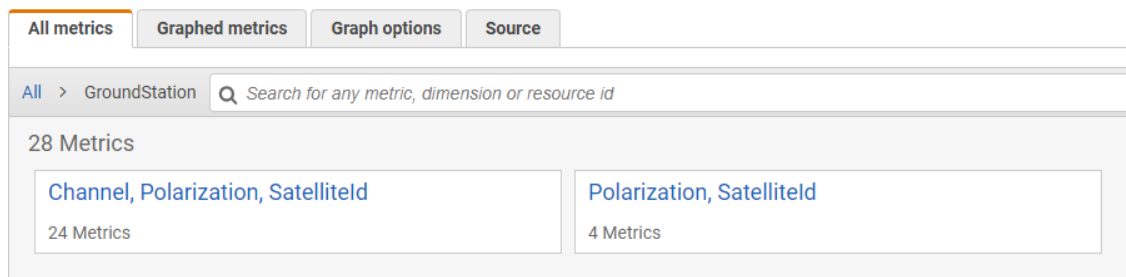 All metrics Graphed metrics Graph options Source
All > GroundStation Search for any metric, dimension or resource id
28 Metrics
Channel, Polarization, SatelliteId Polarization, SatelliteId
24 Metrics 4 Metrics